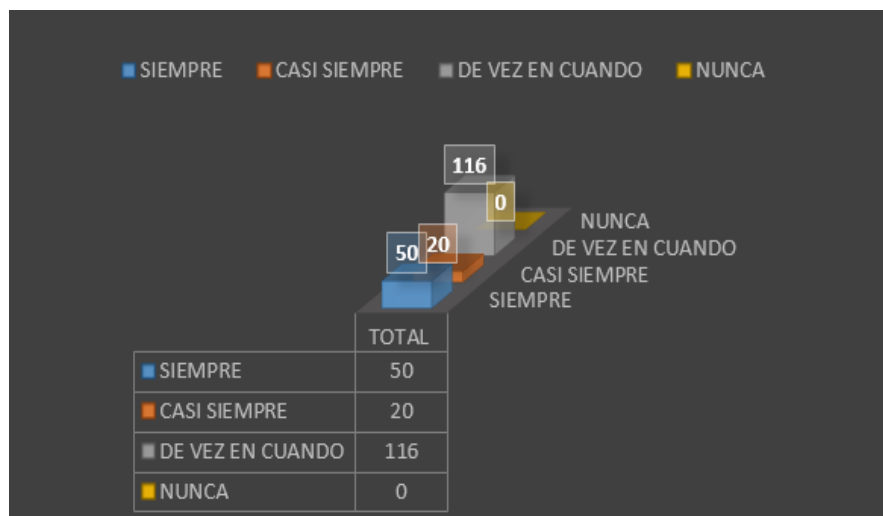 SIEMPRE CASI SIEMPRE DE VEZ EN CUANDO NUNCA
116
0
50 20
NUNCA
DE VEZ EN CUANDO
CASI SIEMPRE
SIEMPRE
TOTAL
SIEMPRE 50
CASI SIEMPRE 20
DE VEZ EN CUANDO 116
NUNCA 0